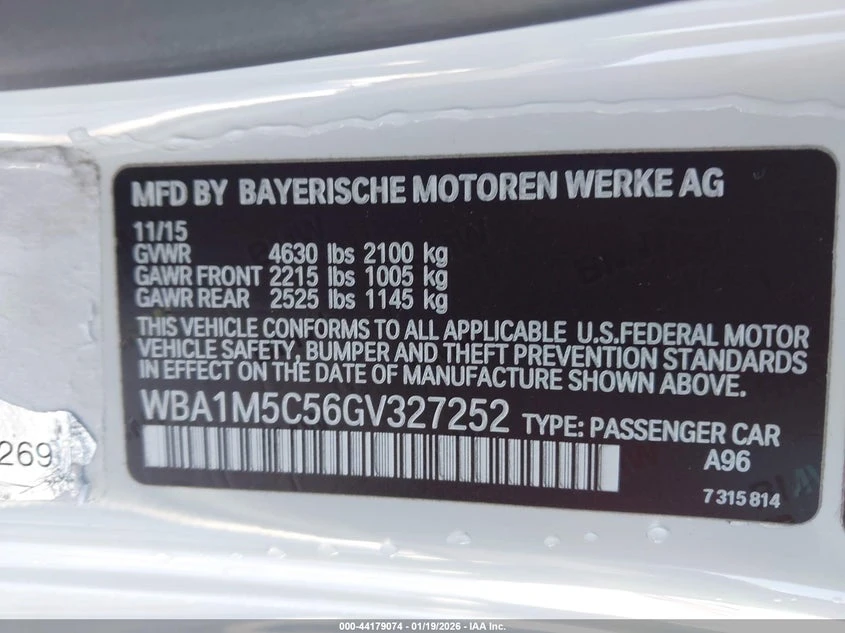 MFD BY BAYERISCHE MOTOREN WERKE AG
11/15
GVWR 4630 lbs 2100 kg
GAWR FRONT 2215 lbs 1005 kg
GAWR REAR 2525 lbs 1145 kg
THIS VEHICLE CONFORMS TO ALL APPLICABLE U.S.FEDERAL MOTOR
VEHICLE SAFETY, BUMPER AND THEFT PREVENTION STANDARDS
IN EFFECT ON THE DATE OF MANUFACTURE SHOWN ABOVE.
WBA1M5C56GV327252 TYPE: PASSENGER CAR
A96
7 315 814
269
000-44179074 - 01/19/2026 - IAA Inc.